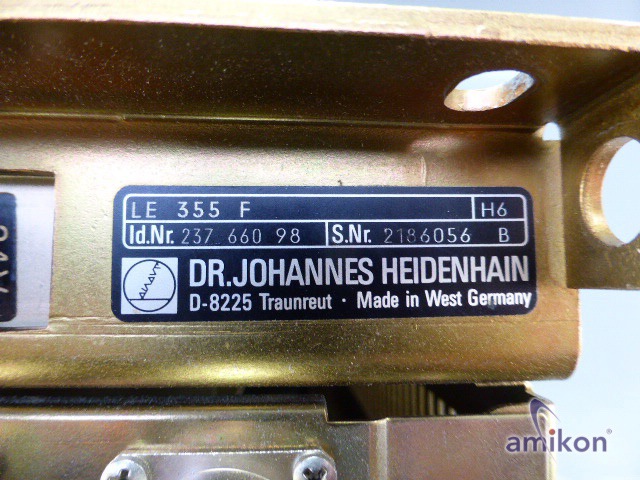 LE 355 F H6
Id.Nr. 237 660 98 S.Nr. 2186056 B
DR.JOHANNES HEIDENHAIN
D-8225 Traunreut · Made in West Germany
24V
amikon®